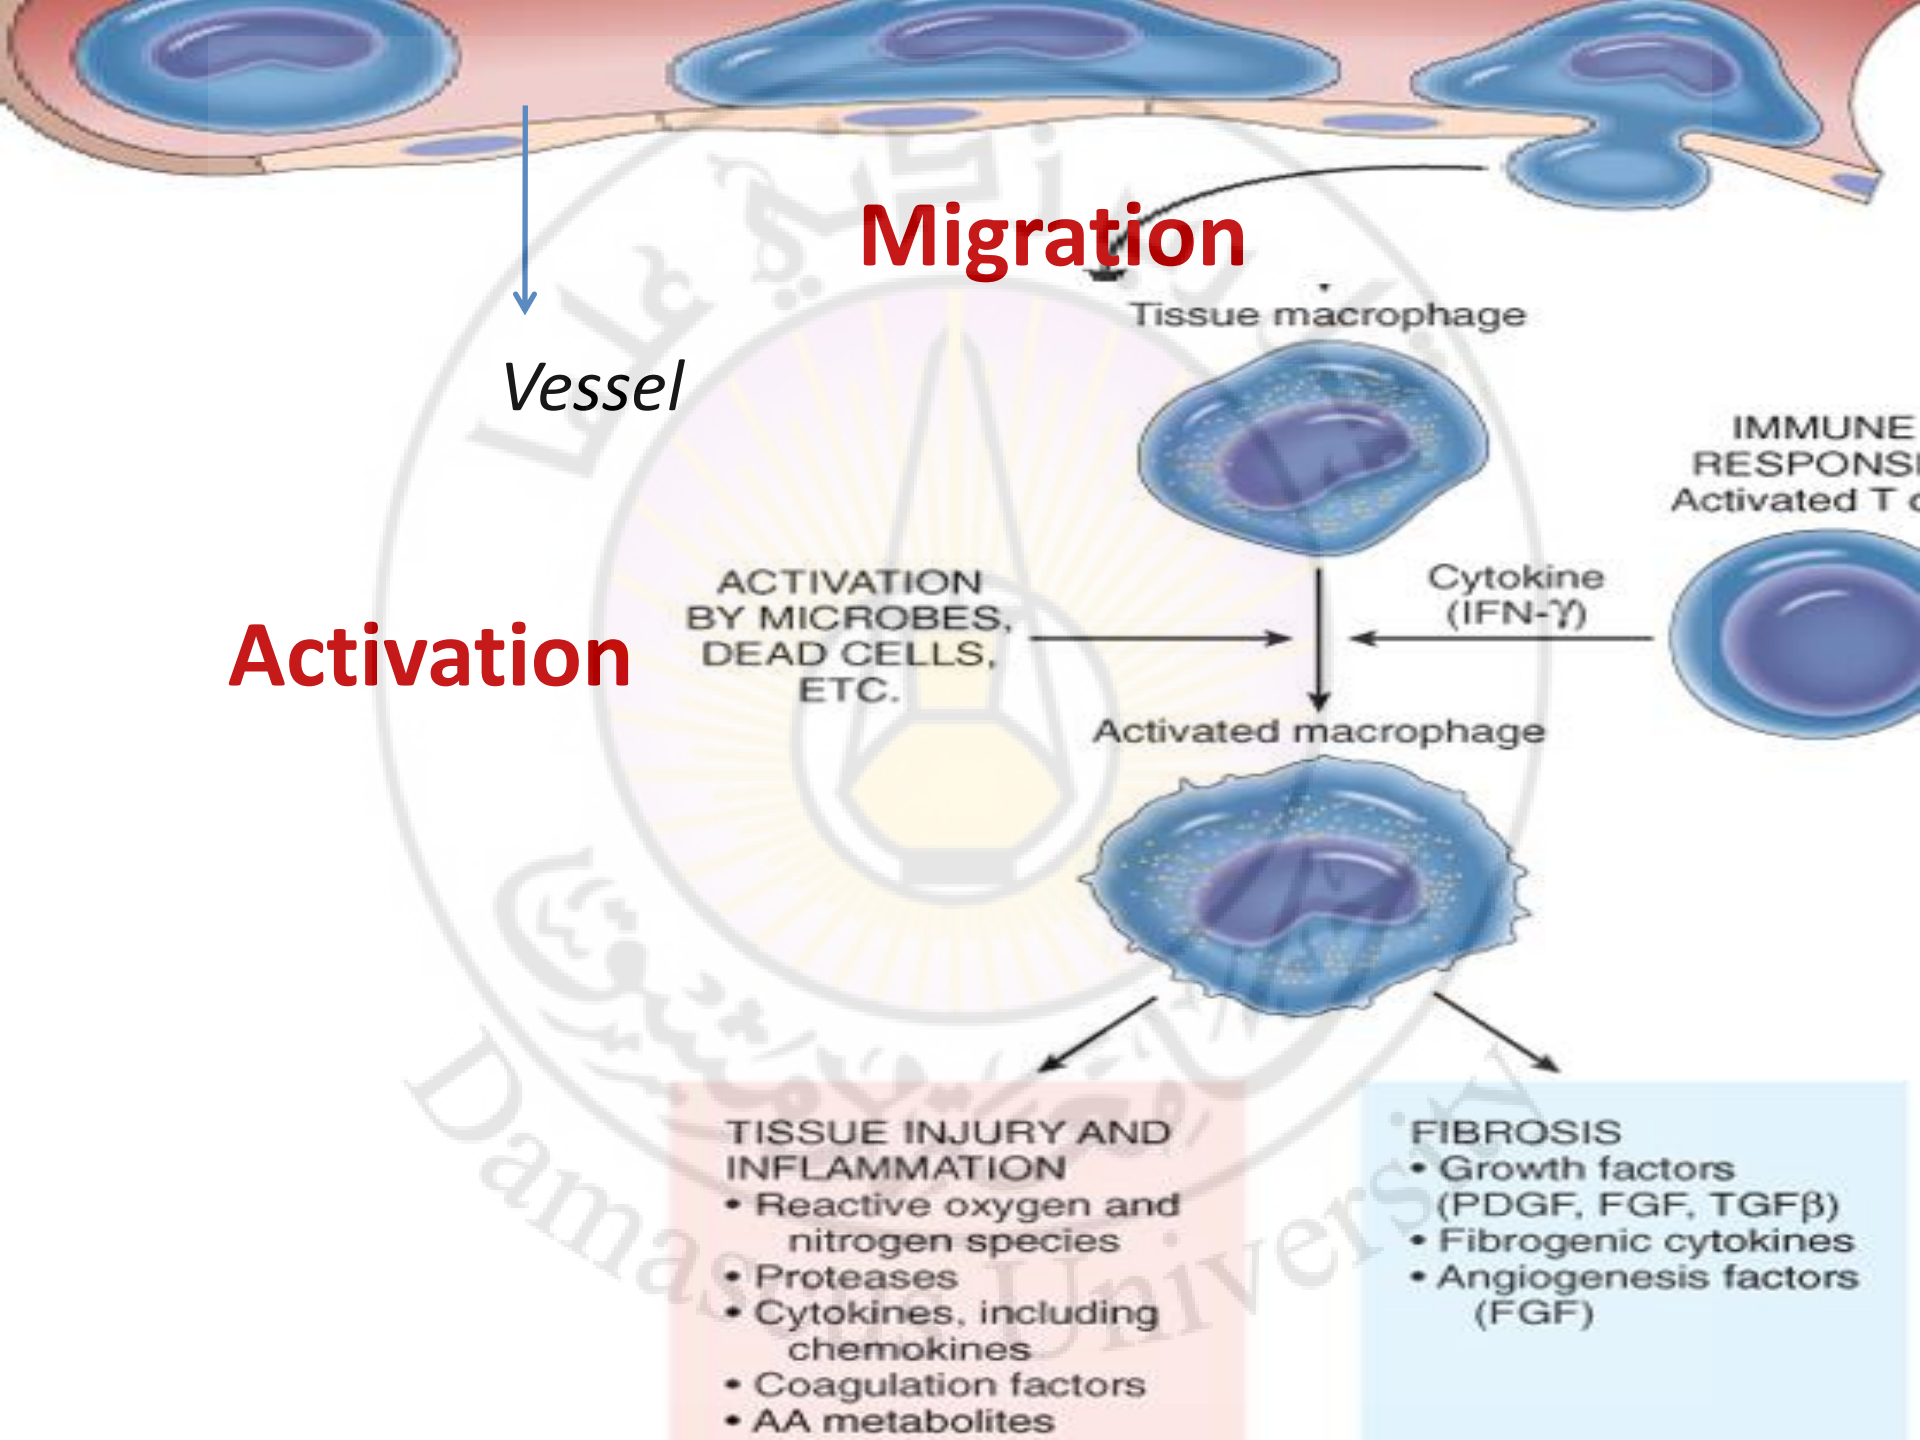 Migration
Tissue macrophage
Vessel
IMMUNE
RESPONS
Activated T
ACTIVATION
BY MICROBES,
DEAD CELLS,
ETC.
Cytokine
(IFN-γ)
Activation
Activated macrophage
TISSUE INJURY AND
INFLAMMATION
• Reactive oxygen and
nitrogen species
• Proteases
• Cytokines, including
chemokines
• Coagulation factors
• AA metabolites
FIBROSIS
• Growth factors
(PDGF, FGF, TGFβ)
• Fibrogenic cytokines
• Angiogenesis factors
(FGF)
Damascus University